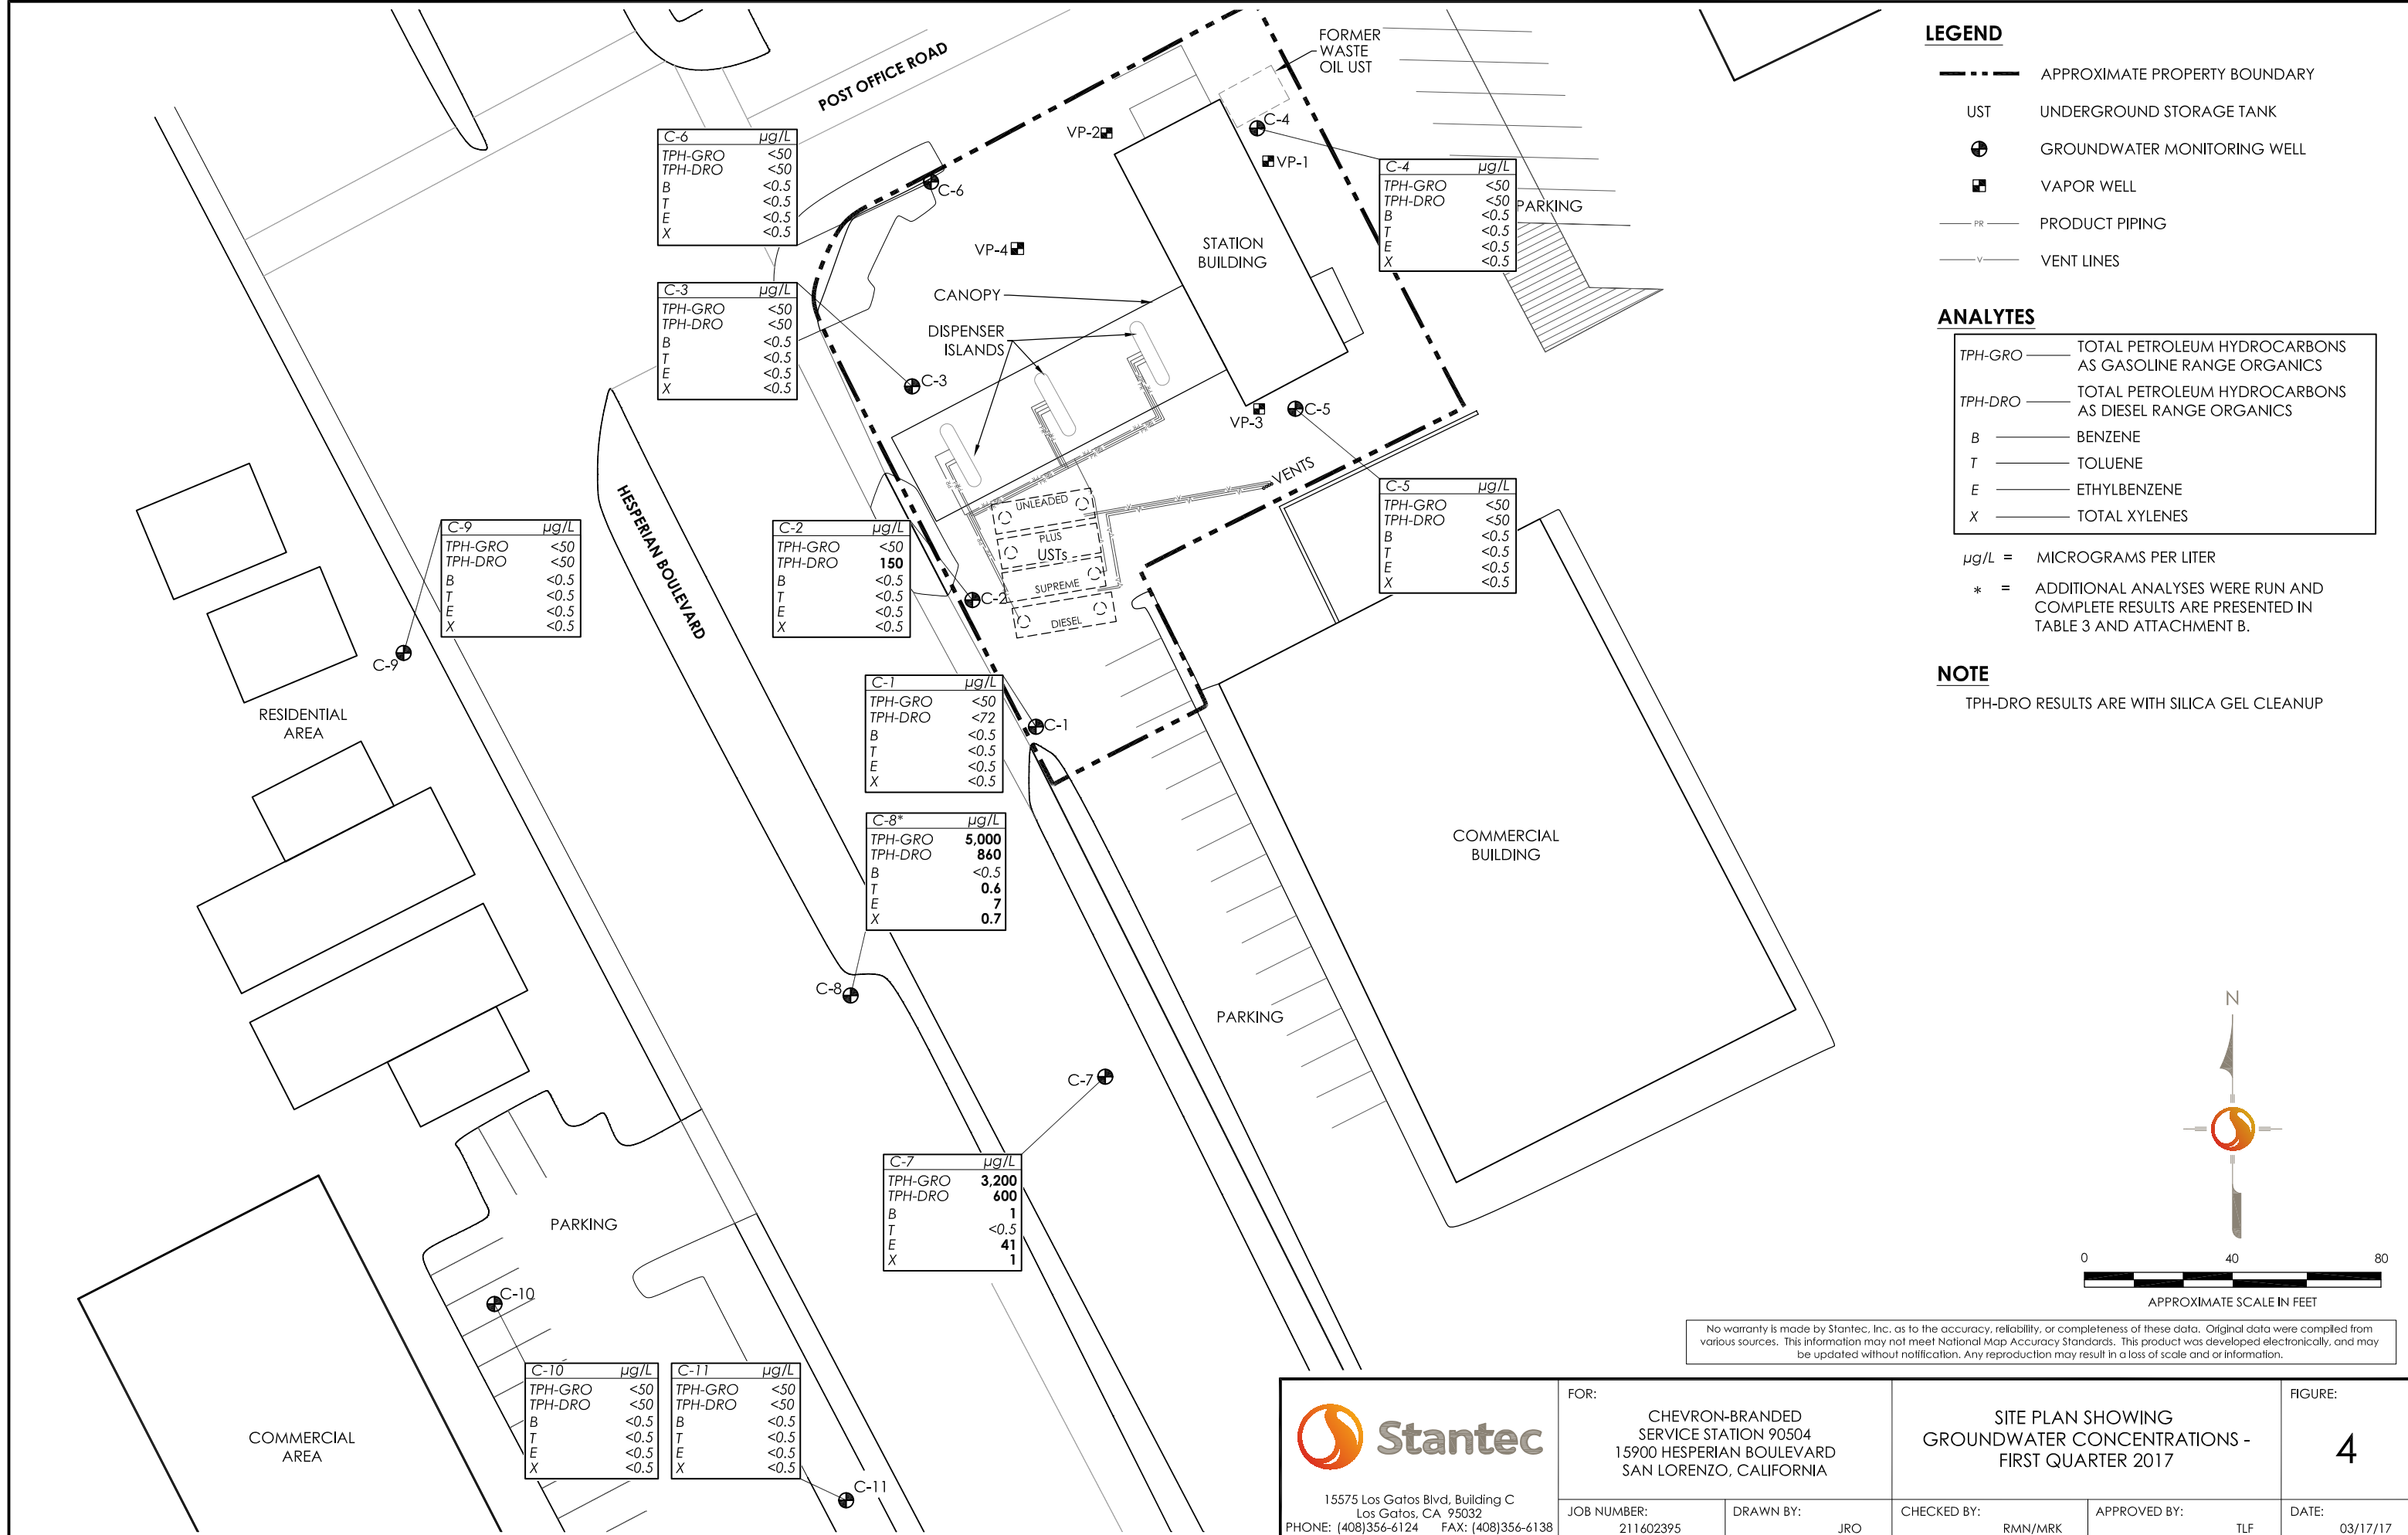 POST OFFICE ROAD
FORMER
WASTE
OIL UST
C-6 µg/L
TPH-GRO <50
TPH-DRO <50
B <0.5
T <0.5
E <0.5
X <0.5
VP-2
C-4
VP-1
C-6
C-4 µg/L
TPH-GRO <50
TPH-DRO <50
B <0.5
T <0.5
E <0.5
X <0.5
PARKING
VP-4
STATION
BUILDING
CANOPY
DISPENSER
ISLANDS
C-3 µg/L
TPH-GRO <50
TPH-DRO <50
B <0.5
T <0.5
E <0.5
X <0.5
C-3
VP-3
C-5
VENTS
C-5 µg/L
TPH-GRO <50
TPH-DRO <50
B <0.5
T <0.5
E <0.5
X <0.5
UNLEADED
PLUS
USTs
SUPREME
DIESEL
HESPERIAN BOULEVARD
C-9 µg/L
TPH-GRO <50
TPH-DRO <50
B <0.5
T <0.5
E <0.5
X <0.5
C-9
C-2 µg/L
TPH-GRO <50
TPH-DRO 150
B <0.5
T <0.5
E <0.5
X <0.5
C-2
RESIDENTIAL
AREA
C-1 µg/L
TPH-GRO <50
TPH-DRO <72
B <0.5
T <0.5
E <0.5
X <0.5
C-1
C-8* µg/L
TPH-GRO 5,000
TPH-DRO 860
B <0.5
T 0.6
E 7
X 0.7
C-8
COMMERCIAL
BUILDING
PARKING
C-7
C-7 µg/L
TPH-GRO 3,200
TPH-DRO 600
B 1
T <0.5
E 41
X 1
PARKING
C-10
C-10 µg/L
TPH-GRO <50
TPH-DRO <50
B <0.5
T <0.5
E <0.5
X <0.5
C-11 µg/L
TPH-GRO <50
TPH-DRO <50
B <0.5
T <0.5
E <0.5
X <0.5
C-11
COMMERCIAL
AREA
LEGEND
APPROXIMATE PROPERTY BOUNDARY
UST UNDERGROUND STORAGE TANK
GROUNDWATER MONITORING WELL
VAPOR WELL
PR PRODUCT PIPING
V VENT LINES
ANALYTES
TPH-GRO TOTAL PETROLEUM HYDROCARBONS
AS GASOLINE RANGE ORGANICS
TPH-DRO TOTAL PETROLEUM HYDROCARBONS
AS DIESEL RANGE ORGANICS
B BENZENE
T TOLUENE
E ETHYLBENZENE
X TOTAL XYLENES
µg/L = MICROGRAMS PER LITER
* = ADDITIONAL ANALYSES WERE RUN AND
COMPLETE RESULTS ARE PRESENTED IN
TABLE 3 AND ATTACHMENT B.
NOTE
TPH-DRO RESULTS ARE WITH SILICA GEL CLEANUP
N
0 40 80
APPROXIMATE SCALE IN FEET
No warranty is made by Stantec, Inc. as to the accuracy, reliability, or completeness of these data. Original data were compiled from
various sources. This information may not meet National Map Accuracy Standards. This product was developed electronically, and may
be updated without notification. Any reproduction may result in a loss of scale and or information.
Stantec
15575 Los Gatos Blvd, Building C
Los Gatos, CA 95032
PHONE: (408)356-6124 FAX: (408)356-6138
FOR:
CHEVRON-BRANDED
SERVICE STATION 90504
15900 HESPERIAN BOULEVARD
SAN LORENZO, CALIFORNIA
SITE PLAN SHOWING
GROUNDWATER CONCENTRATIONS -
FIRST QUARTER 2017
FIGURE:
4
JOB NUMBER:
211602395
DRAWN BY:
JRO
CHECKED BY:
RMN/MRK
APPROVED BY:
TLF
DATE:
03/17/17